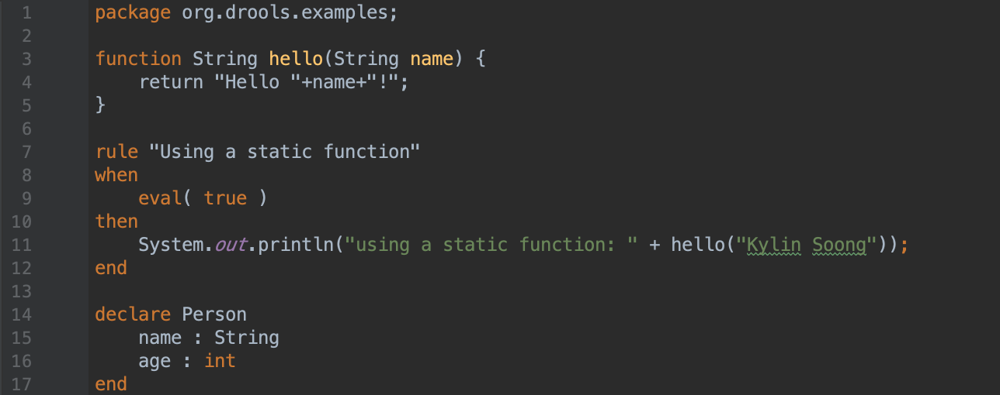 1 package org.drools.examples;
2
3 function String hello(String name) {
4     return "Hello "+name+"!";
5 }
6
7 rule "Using a static function"
8 when
9     eval( true )
10 then
11     System.out.println("using a static function: " + hello("Kylin Soong"));
12 end
13
14 declare Person
15     name : String
16     age : int
17 end